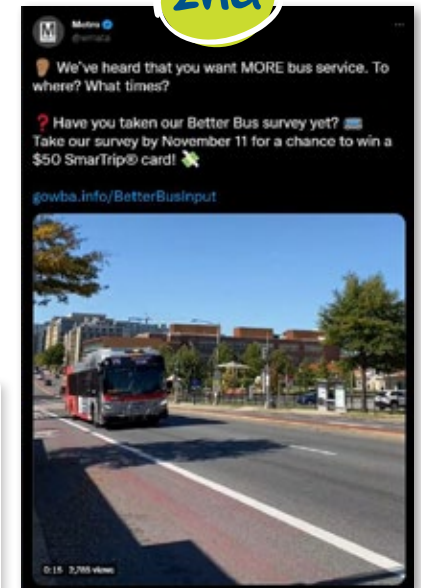 2nd
Metro
@wmata
We've heard that you want MORE bus service. To
where? What times?
Have you taken our Better Bus survey yet?
Take our survey by November 11 for a chance to win a
$50 SmarTrip® card!
gowba.info/BetterBusInput
0:15 2,785 views